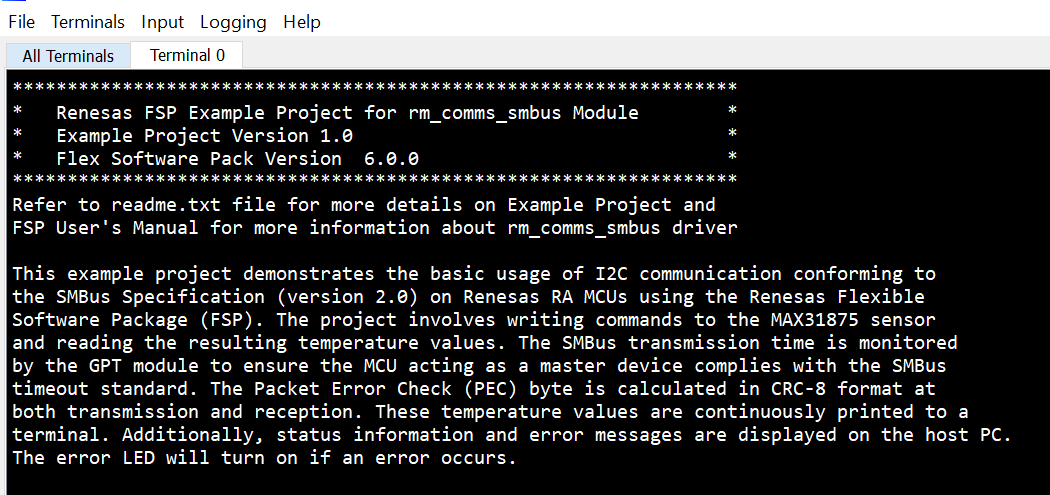 File Terminals Input Logging Help
All Terminals Terminal 0
******************************************************************
*   Renesas FSP Example Project for rm_comms_smbus Module        *
*   Example Project Version 1.0                                  *
*   Flex Software Pack Version  6.0.0                            *
******************************************************************
Refer to readme.txt file for more details on Example Project and
FSP User's Manual for more information about rm_comms_smbus driver
This example project demonstrates the basic usage of I2C communication conforming to
the SMBus Specification (version 2.0) on Renesas RA MCUs using the Renesas Flexible
Software Package (FSP). The project involves writing commands to the MAX31875 sensor
and reading the resulting temperature values. The SMBus transmission time is monitored
by the GPT module to ensure the MCU acting as a master device complies with the SMBus
timeout standard. The Packet Error Check (PEC) byte is calculated in CRC-8 format at
both transmission and reception. These temperature values are continuously printed to a
terminal. Additionally, status information and error messages are displayed on the host PC.
The error LED will turn on if an error occurs.